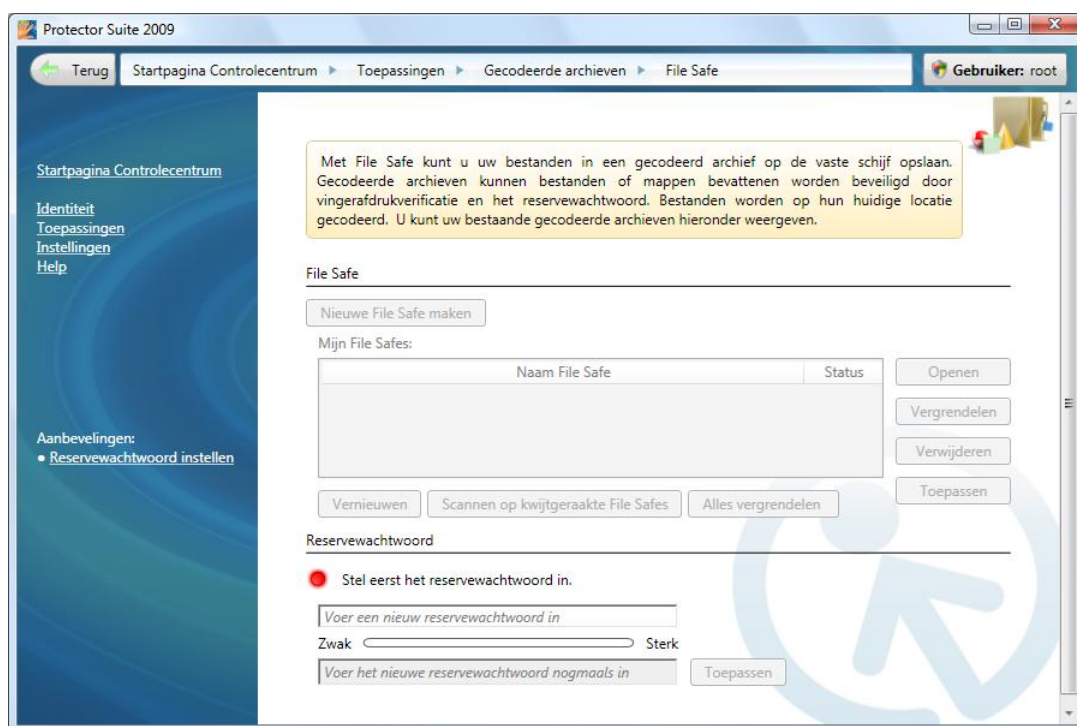 Protector Suite 2009
Terug
Startpagina Controlecentrum
Toepassingen
Gecodeerde archieven
File Safe
Gebruiker: root
Startpagina Controlecentrum
Identiteit
Toepassingen
Instellingen
Help
Aanbevelingen:
Reservewachtwoord instellen
Met File Safe kunt u uw bestanden in een gecodeerd archief op de vaste schijf opslaan.
Gecodeerde archieven kunnen bestanden of mappen bevattenen worden beveiligd door
vingerafdrukverificatie en het reservewachtwoord. Bestanden worden op hun huidige locatie
gecodeerd. U kunt uw bestaande gecodeerde archieven hieronder weergeven.
File Safe
Nieuwe File Safe maken
Mijn File Safes:
Naam File Safe
Status
Openen
Vergrendelen
Verwijderen
Toepassen
Vernieuwen
Scannen op kwijtgeraakte File Safes
Alles vergrendelen
Reservewachtwoord
Stel eerst het reservewachtwoord in.
Voer een nieuw reservewachtwoord in
Zwak
Sterk
Voer het nieuwe reservewachtwoord nogmaals in
Toepassen